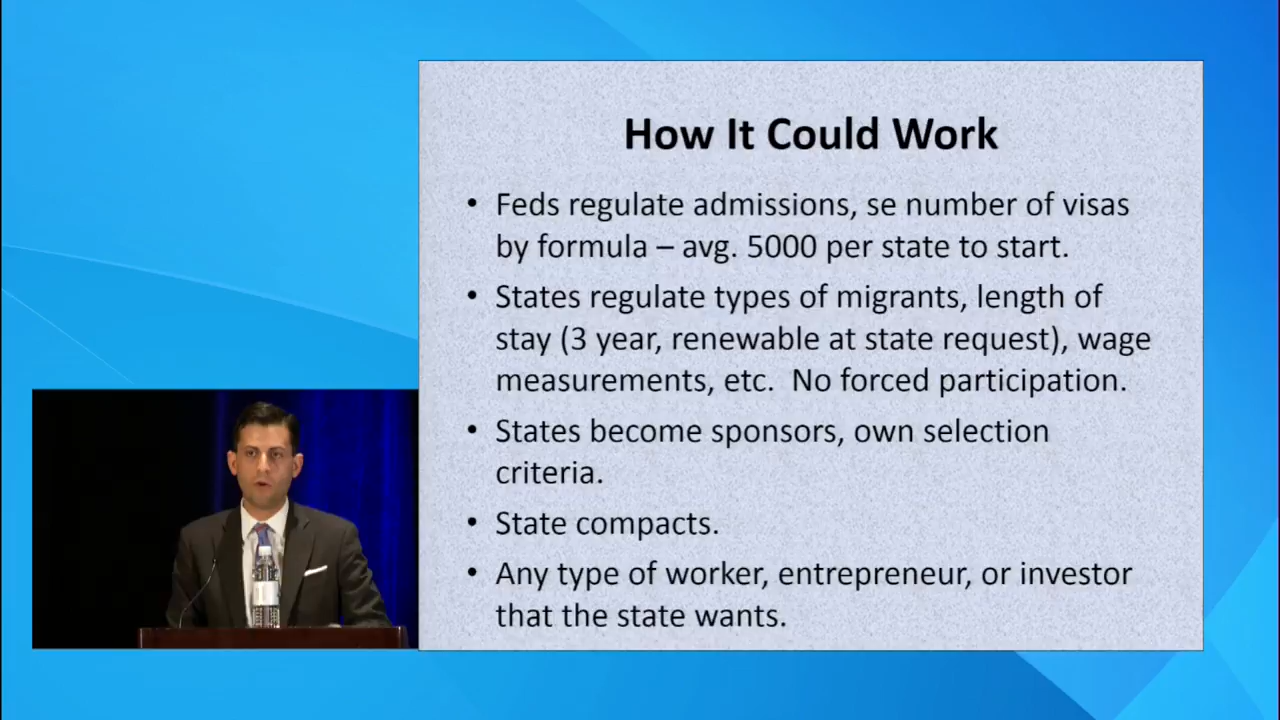 How It Could Work
• Feds regulate admissions, se number of visas
by formula – avg. 5000 per state to start.
• States regulate types of migrants, length of
stay (3 year, renewable at state request), wage
measurements, etc.  No forced participation.
• States become sponsors, own selection
criteria.
• State compacts.
• Any type of worker, entrepreneur, or investor
that the state wants.